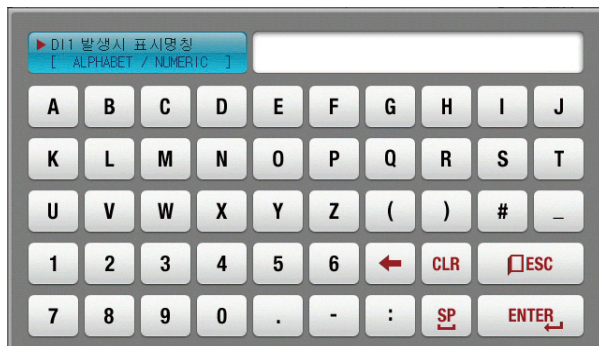 ▶DI1 발생시 표시명칭
[ ALPHABET / NUMERIC ]
A B C D E F G H I J
K L M N O P Q R S T
U V W X Y Z ( ) # _
1 2 3 4 5 6 ← CLR ESC
7 8 9 0 . - : SP ENTER